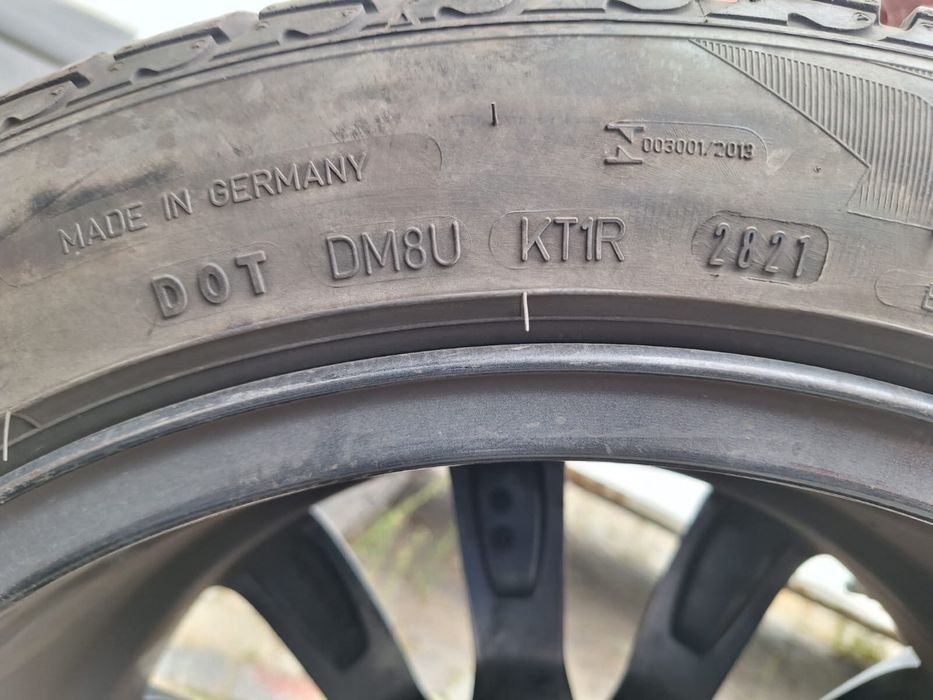 003001/2013
MADE IN GERMANY
DOT DM8U KT1R 2821